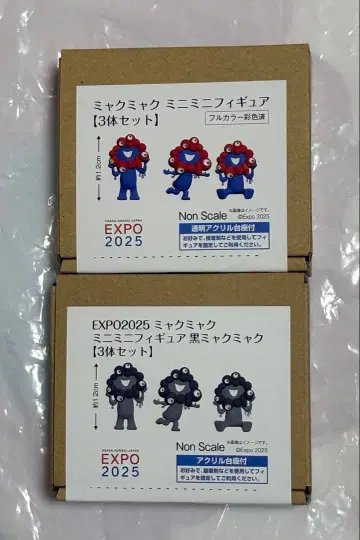 ミャクミャク ミニミニフィギュア
【3体セット】
フルカラー彩色済
約1.2cm
※画像はイメージです。
©Expo 2025
Non Scale
OSAKA, KANSAI, JAPAN
EXPO
2025
透明アクリル台座付
お好みで、接着剤などを使用してフィ
ギュアを固定してご利用ください。
EXPO2025 ミャクミャク
ミニミニフィギュア 黒ミャクミャク
【3体セット】
約1.2cm
※画像はイメージです。
©Expo 2025
Non Scale
OSAKA, KANSAI, JAPAN
EXPO
2025
アクリル台座付
お好みで、接着剤などを使用してフィ
ギュアを固定してご利用ください。